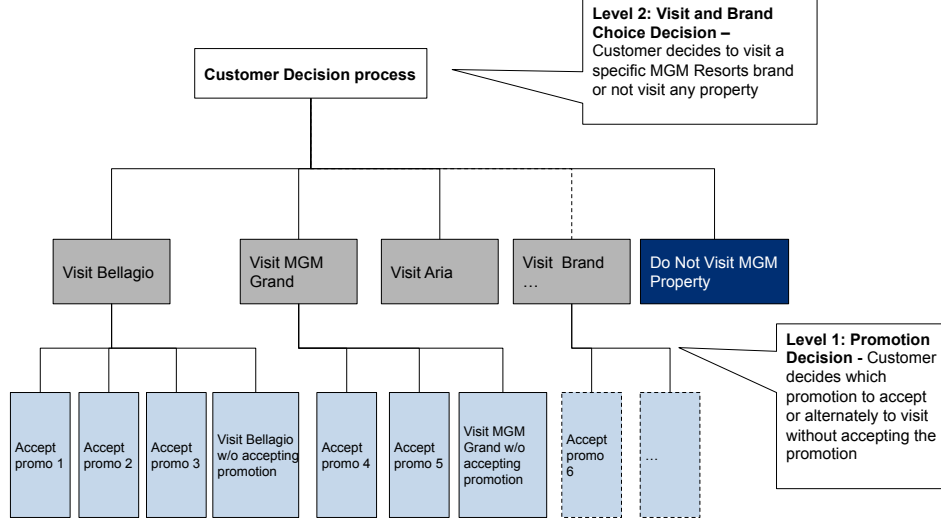 Level 2: Visit and Brand
Choice Decision –
Customer decides to visit a
specific MGM Resorts brand
or not visit any property
Customer Decision process
Visit Bellagio
Visit MGM
Grand
Visit Aria
Visit Brand
…
Do Not Visit MGM
Property
Level 1: Promotion
Decision - Customer
decides which
promotion to accept
or alternately to visit
without accepting the
promotion
Accept
promo 1
Accept
promo 2
Accept
promo 3
Visit Bellagio
w/o accepting
promotion
Accept
promo 4
Accept
promo 5
Visit MGM
Grand w/o
accepting
promotion
Accept
promo
6
…